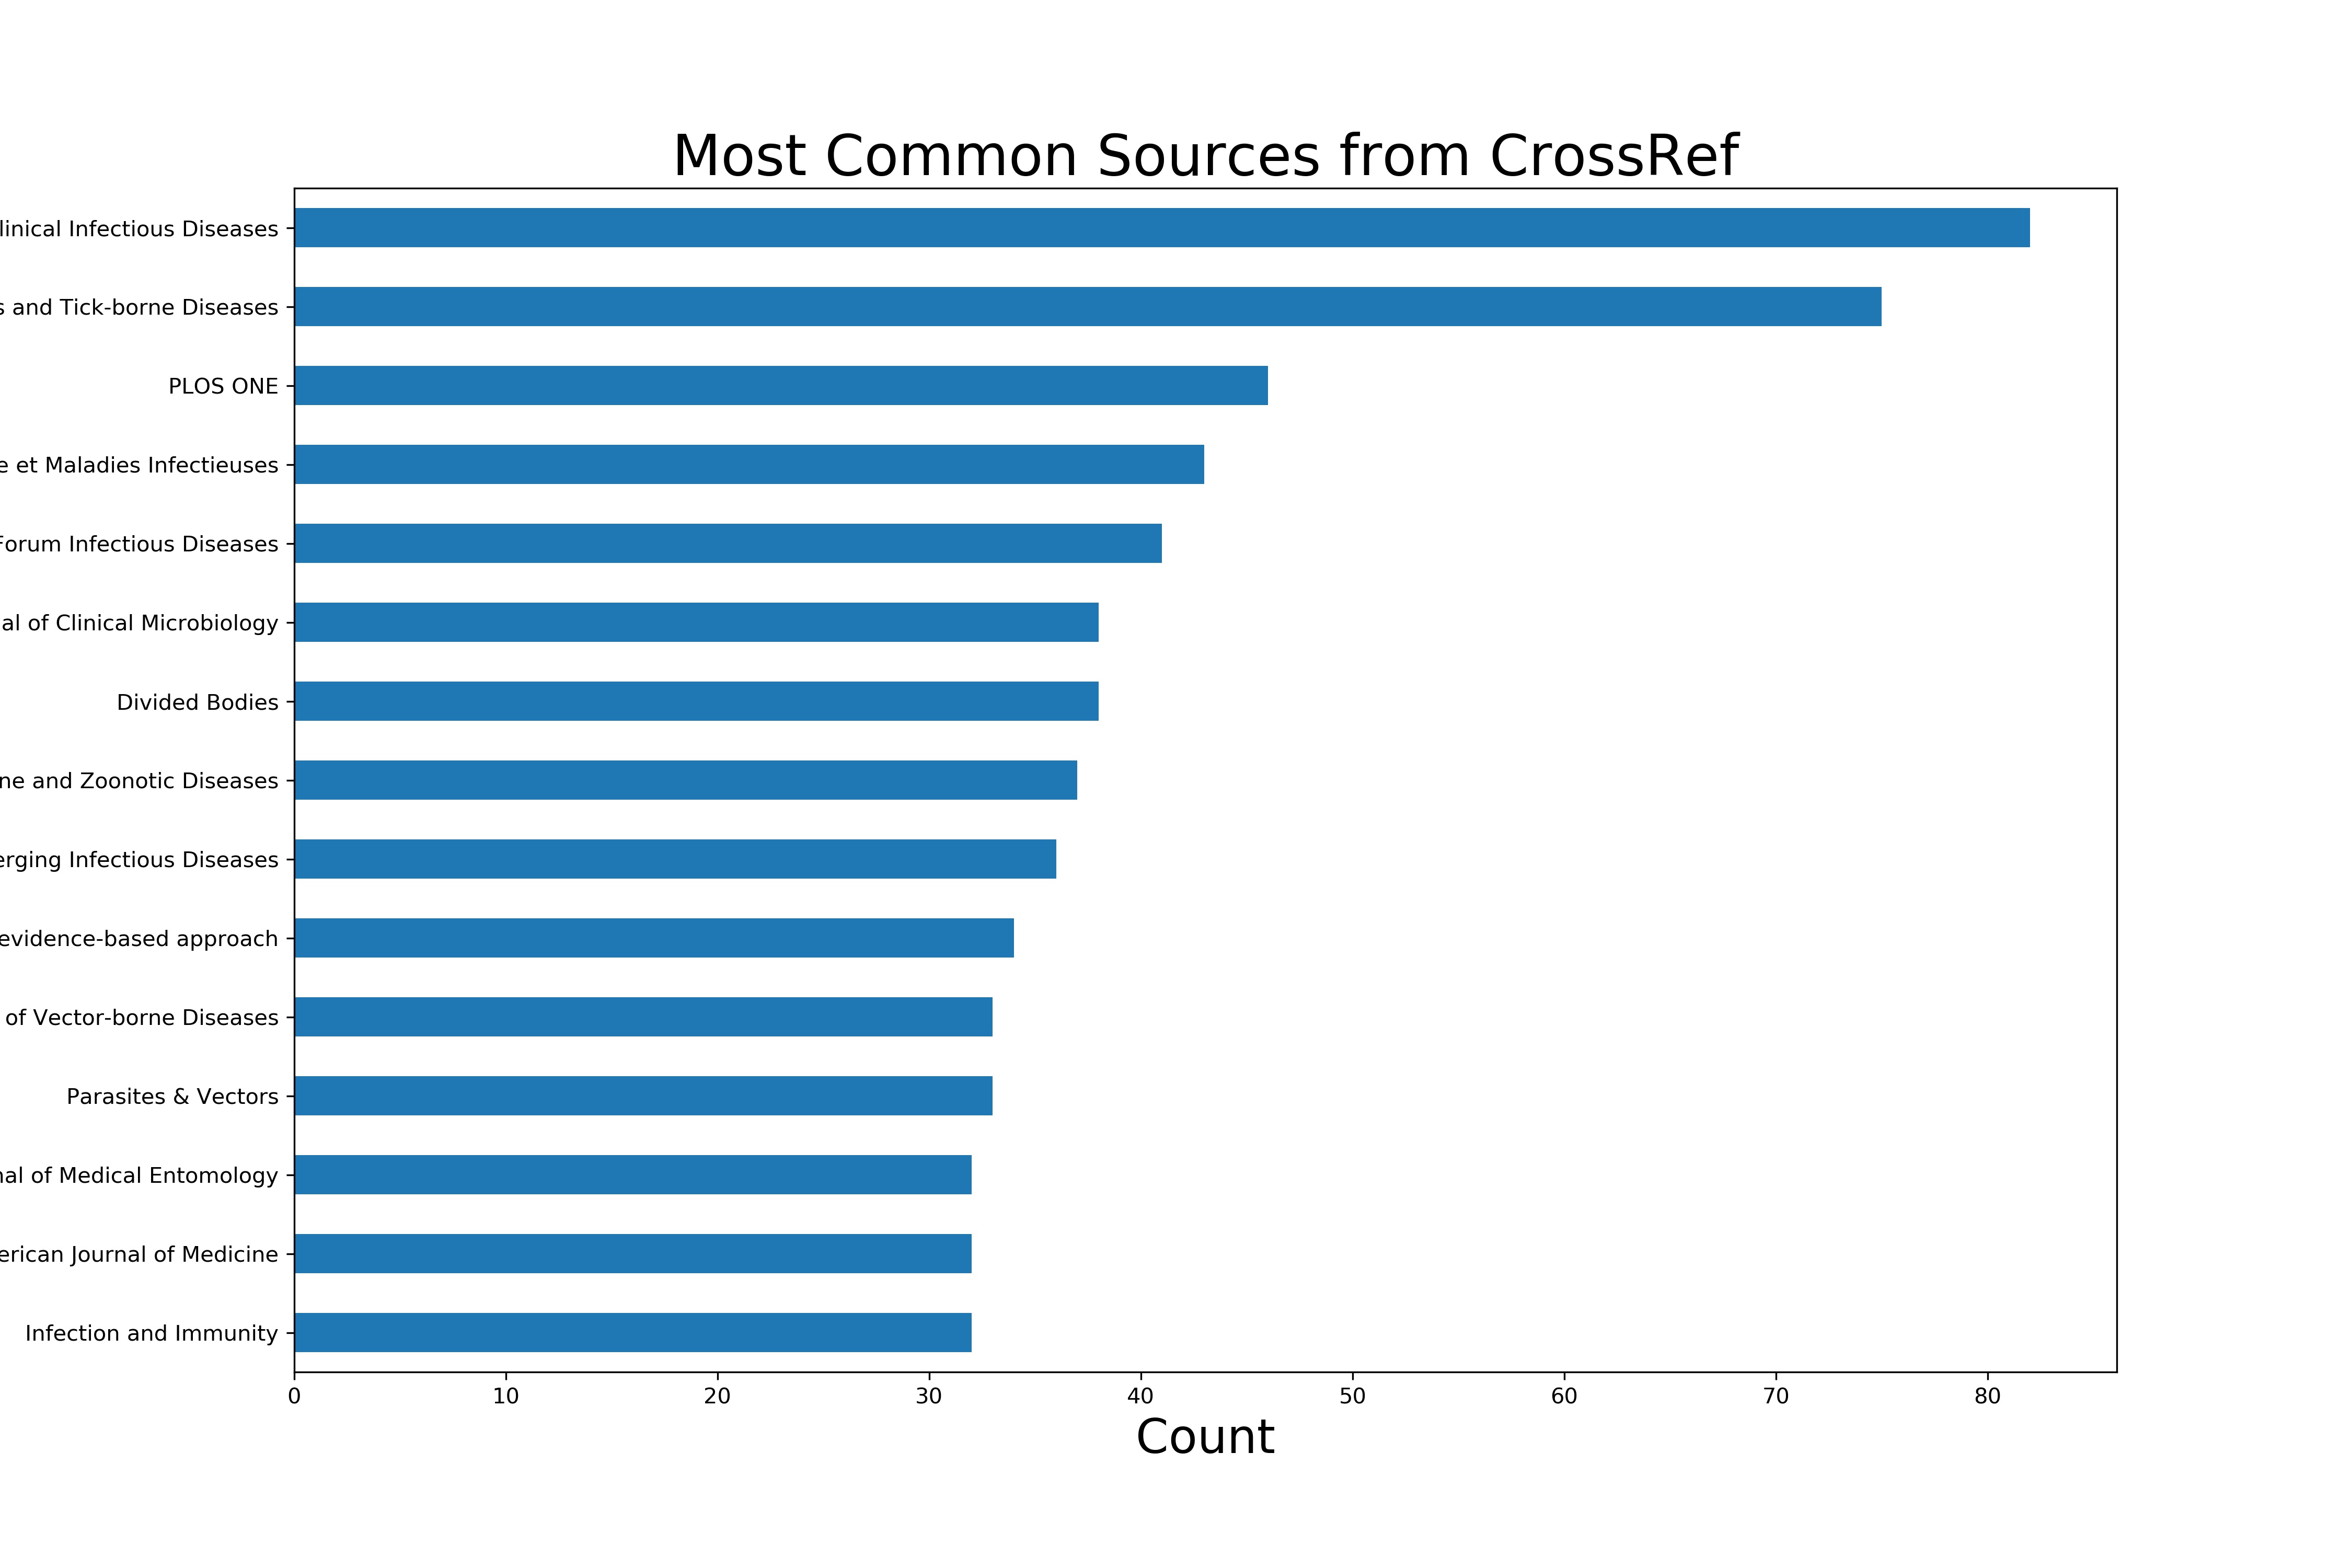 Most Common Sources from CrossRef
linical Infectious Diseases
s and Tick-borne Diseases
PLOS ONE
e et Maladies Infectieuses
Forum Infectious Diseases
al of Clinical Microbiology
Divided Bodies
ne and Zoonotic Diseases
erging Infectious Diseases
evidence-based approach
of Vector-borne Diseases
Parasites & Vectors
nal of Medical Entomology
erican Journal of Medicine
Infection and Immunity
0 10 20 30 40 50 60 70 80
Count